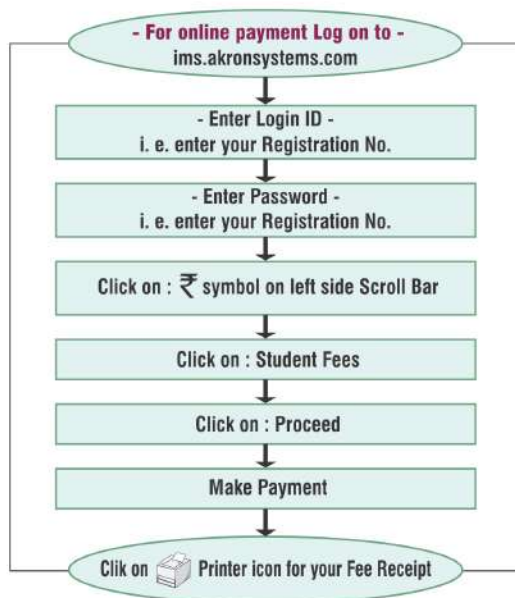 - For online payment Log on to -
ims.akronsystems.com
- Enter Login ID -
i. e. enter your Registration No.
- Enter Password -
i. e. enter your Registration No.
Click on : ₹ symbol on left side Scroll Bar
Click on : Student Fees
Click on : Proceed
Make Payment
Clik on Printer icon for your Fee Receipt